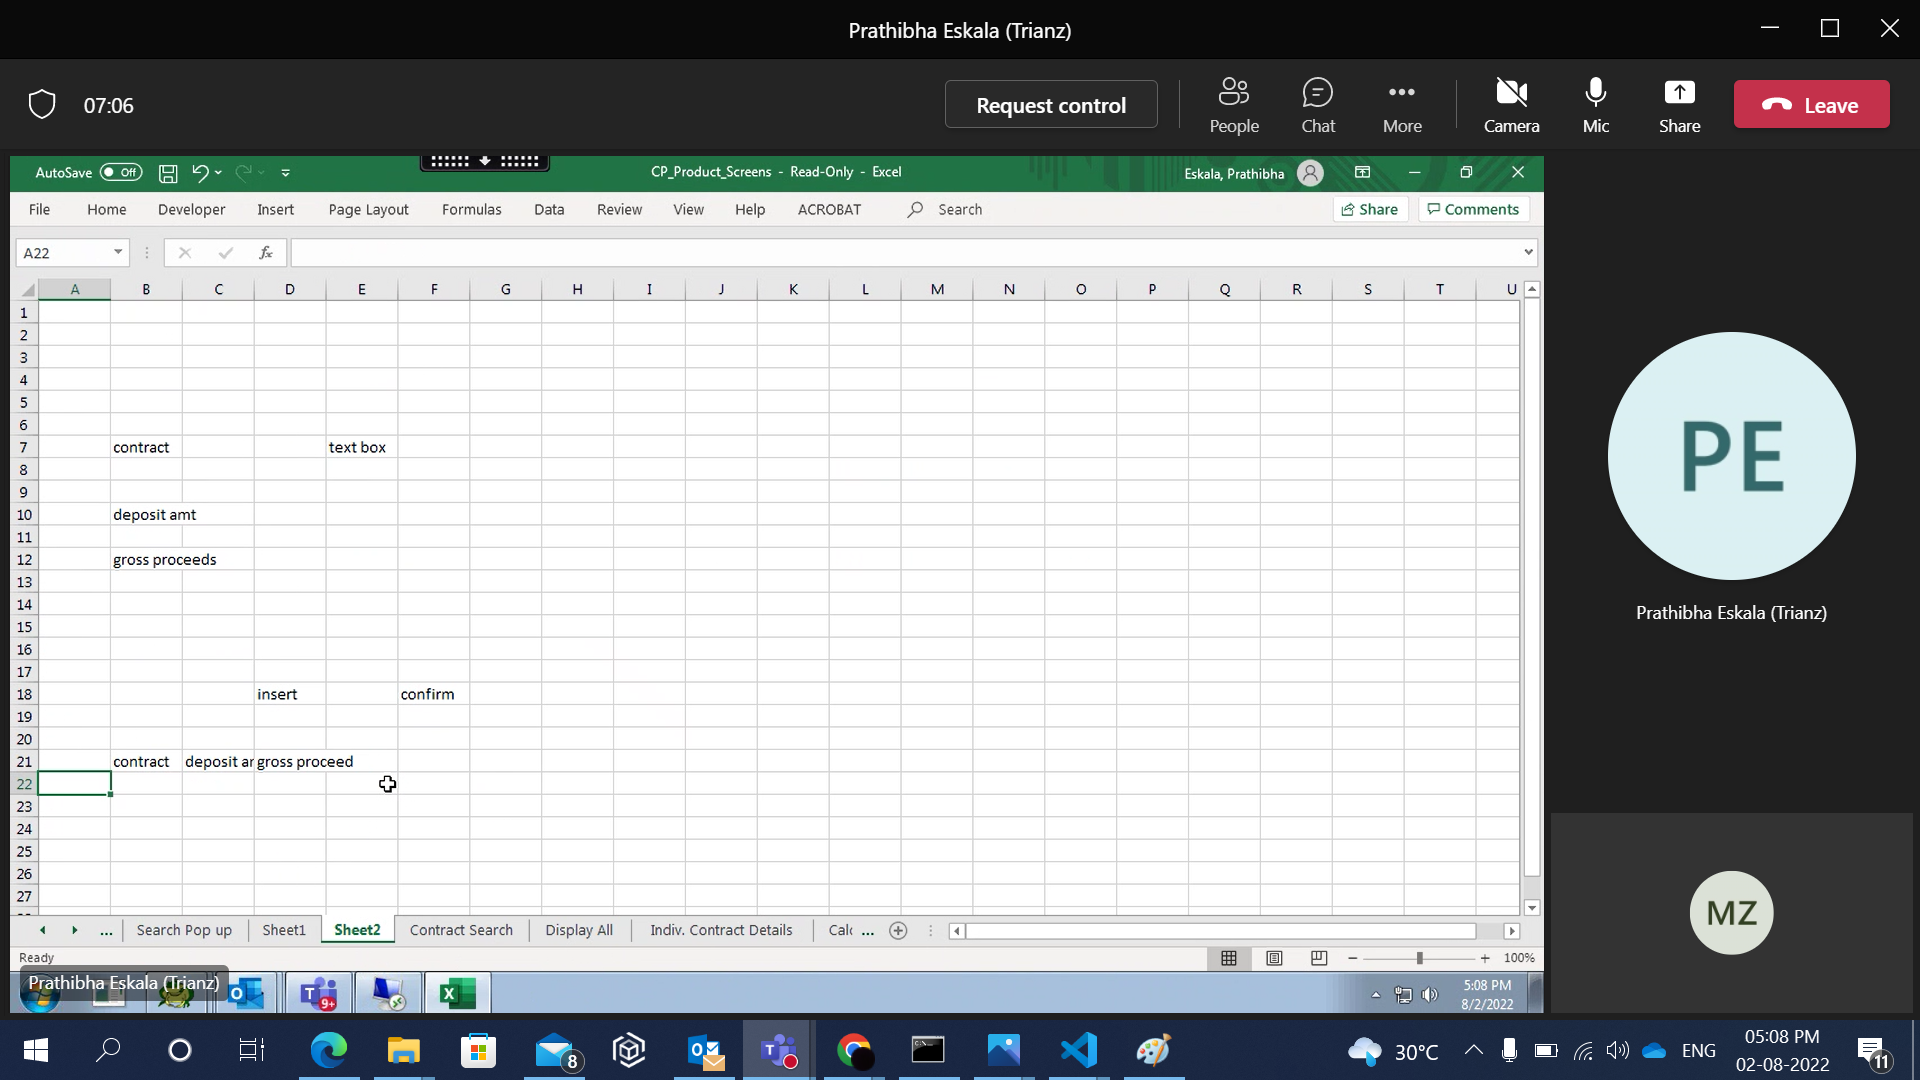 Prathibha Eskala (Trianz)
07:06
Request control
People
Chat
More
Camera
Mic
Share
Leave
AutoSave Off
CP_Product_Screens - Read-Only - Excel
Eskala, Prathibha
File Home Developer Insert Page Layout Formulas Data Review View Help ACROBAT Search Share Comments
A22
fx
A B C D E F G H I J K L M N O P Q R S T U
1
2
3
4
5
6
7 contract text box
8
9
10 deposit amt
11
12 gross proceeds
13
14
15
16
17
18 insert confirm
19
20
21 contract deposit ar gross proceed
22
23
24
25
26
27
... Search Pop up Sheet1 Sheet2 Contract Search Display All Indiv. Contract Details Calc ...
Ready
100%
Prathibha Eskala (Trianz)
9+
5:08 PM
8/2/2022
PE
Prathibha Eskala (Trianz)
MZ
8
30°C
ENG
05:08 PM
02-08-2022
11